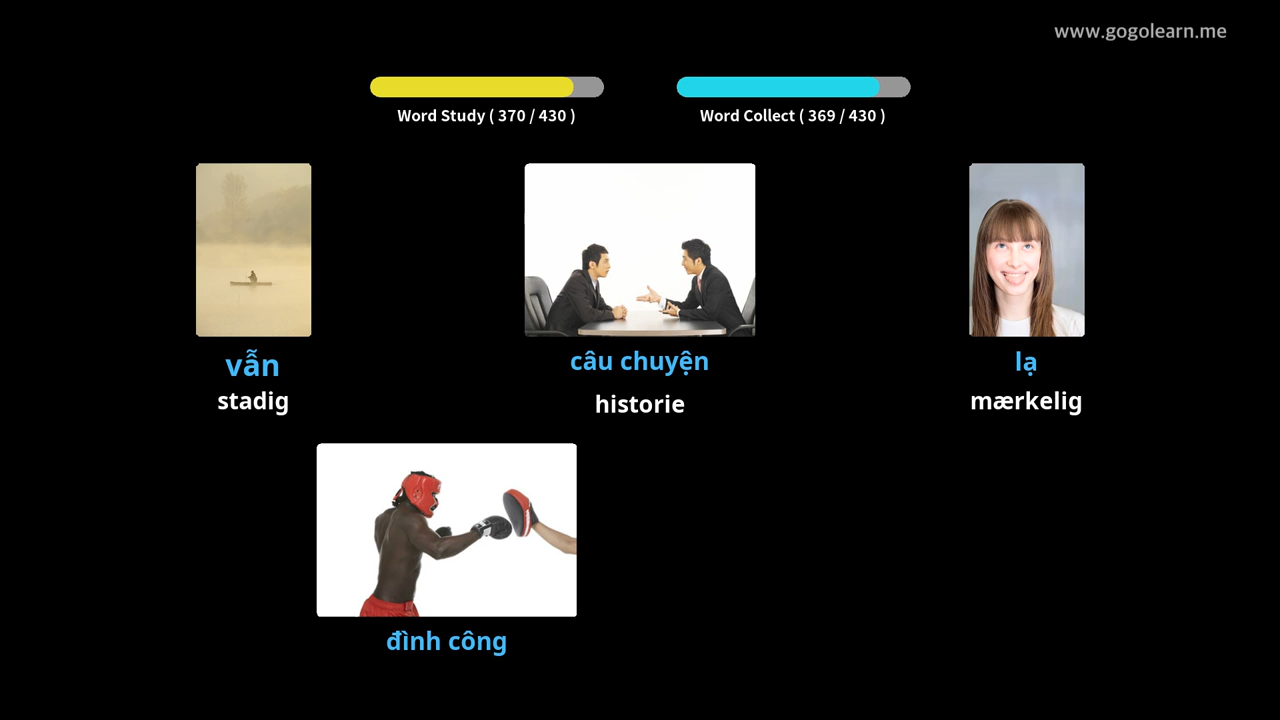 www.gogolearn.me
Word Study ( 370 / 430 )
Word Collect ( 369 / 430 )
vẫn
stadig
câu chuyện
historie
lạ
mærkelig
đình công